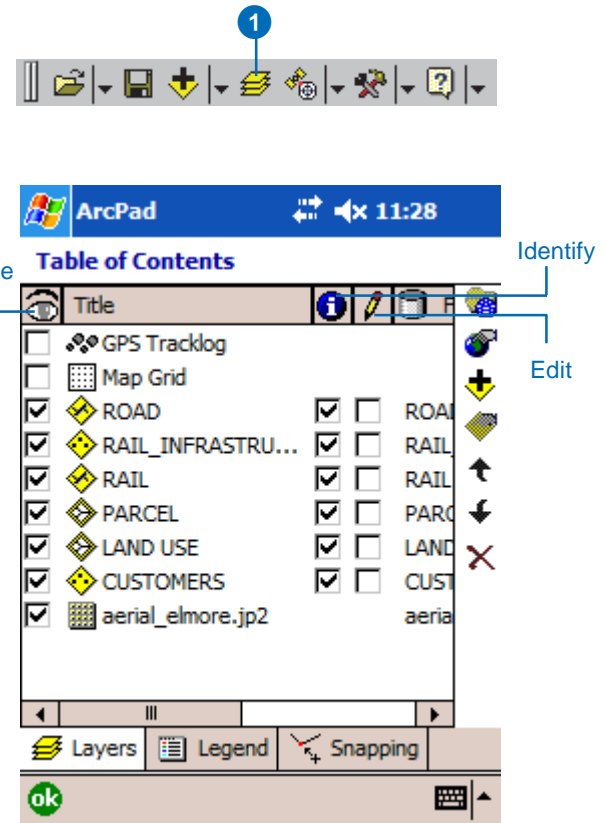 1
ArcPad 11:28
Table of Contents
Identify
e
Title F
Edit
GPS Tracklog
Map Grid
ROAD ROAD
RAIL_INFRASTRU... RAIL_
RAIL RAIL
PARCEL PARC
LAND USE LAND
CUSTOMERS CUST
aerial_elmore.jp2 aeria
Layers Legend Snapping
ok